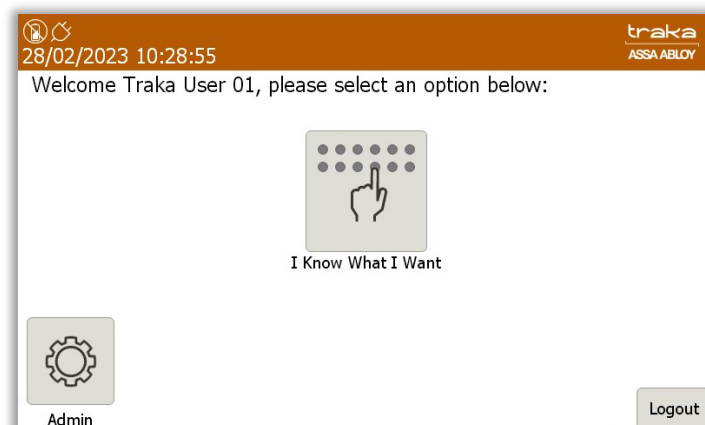 traka
28/02/2023 10:28:55
ASSA ABLOY
Welcome Traka User 01, please select an option below:
I Know What I Want
Admin
Logout